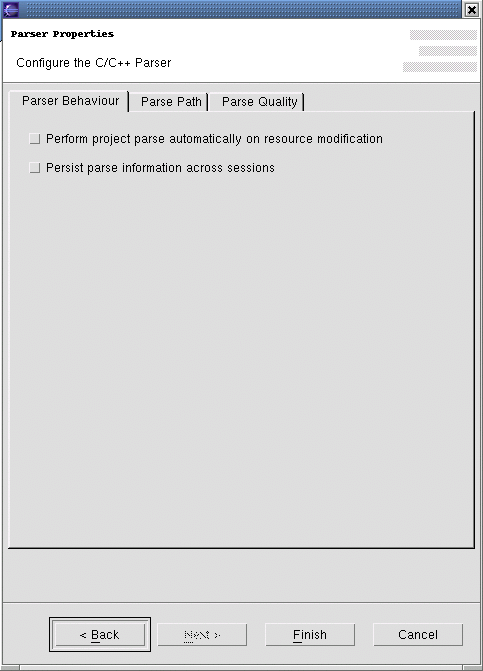 Parser Properties
Configure the C/C++ Parser
Parser Behaviour
Parse Path
Parse Quality
Perform project parse automatically on resource modification
Persist parse information across sessions
< Back
Next >
Finish
Cancel